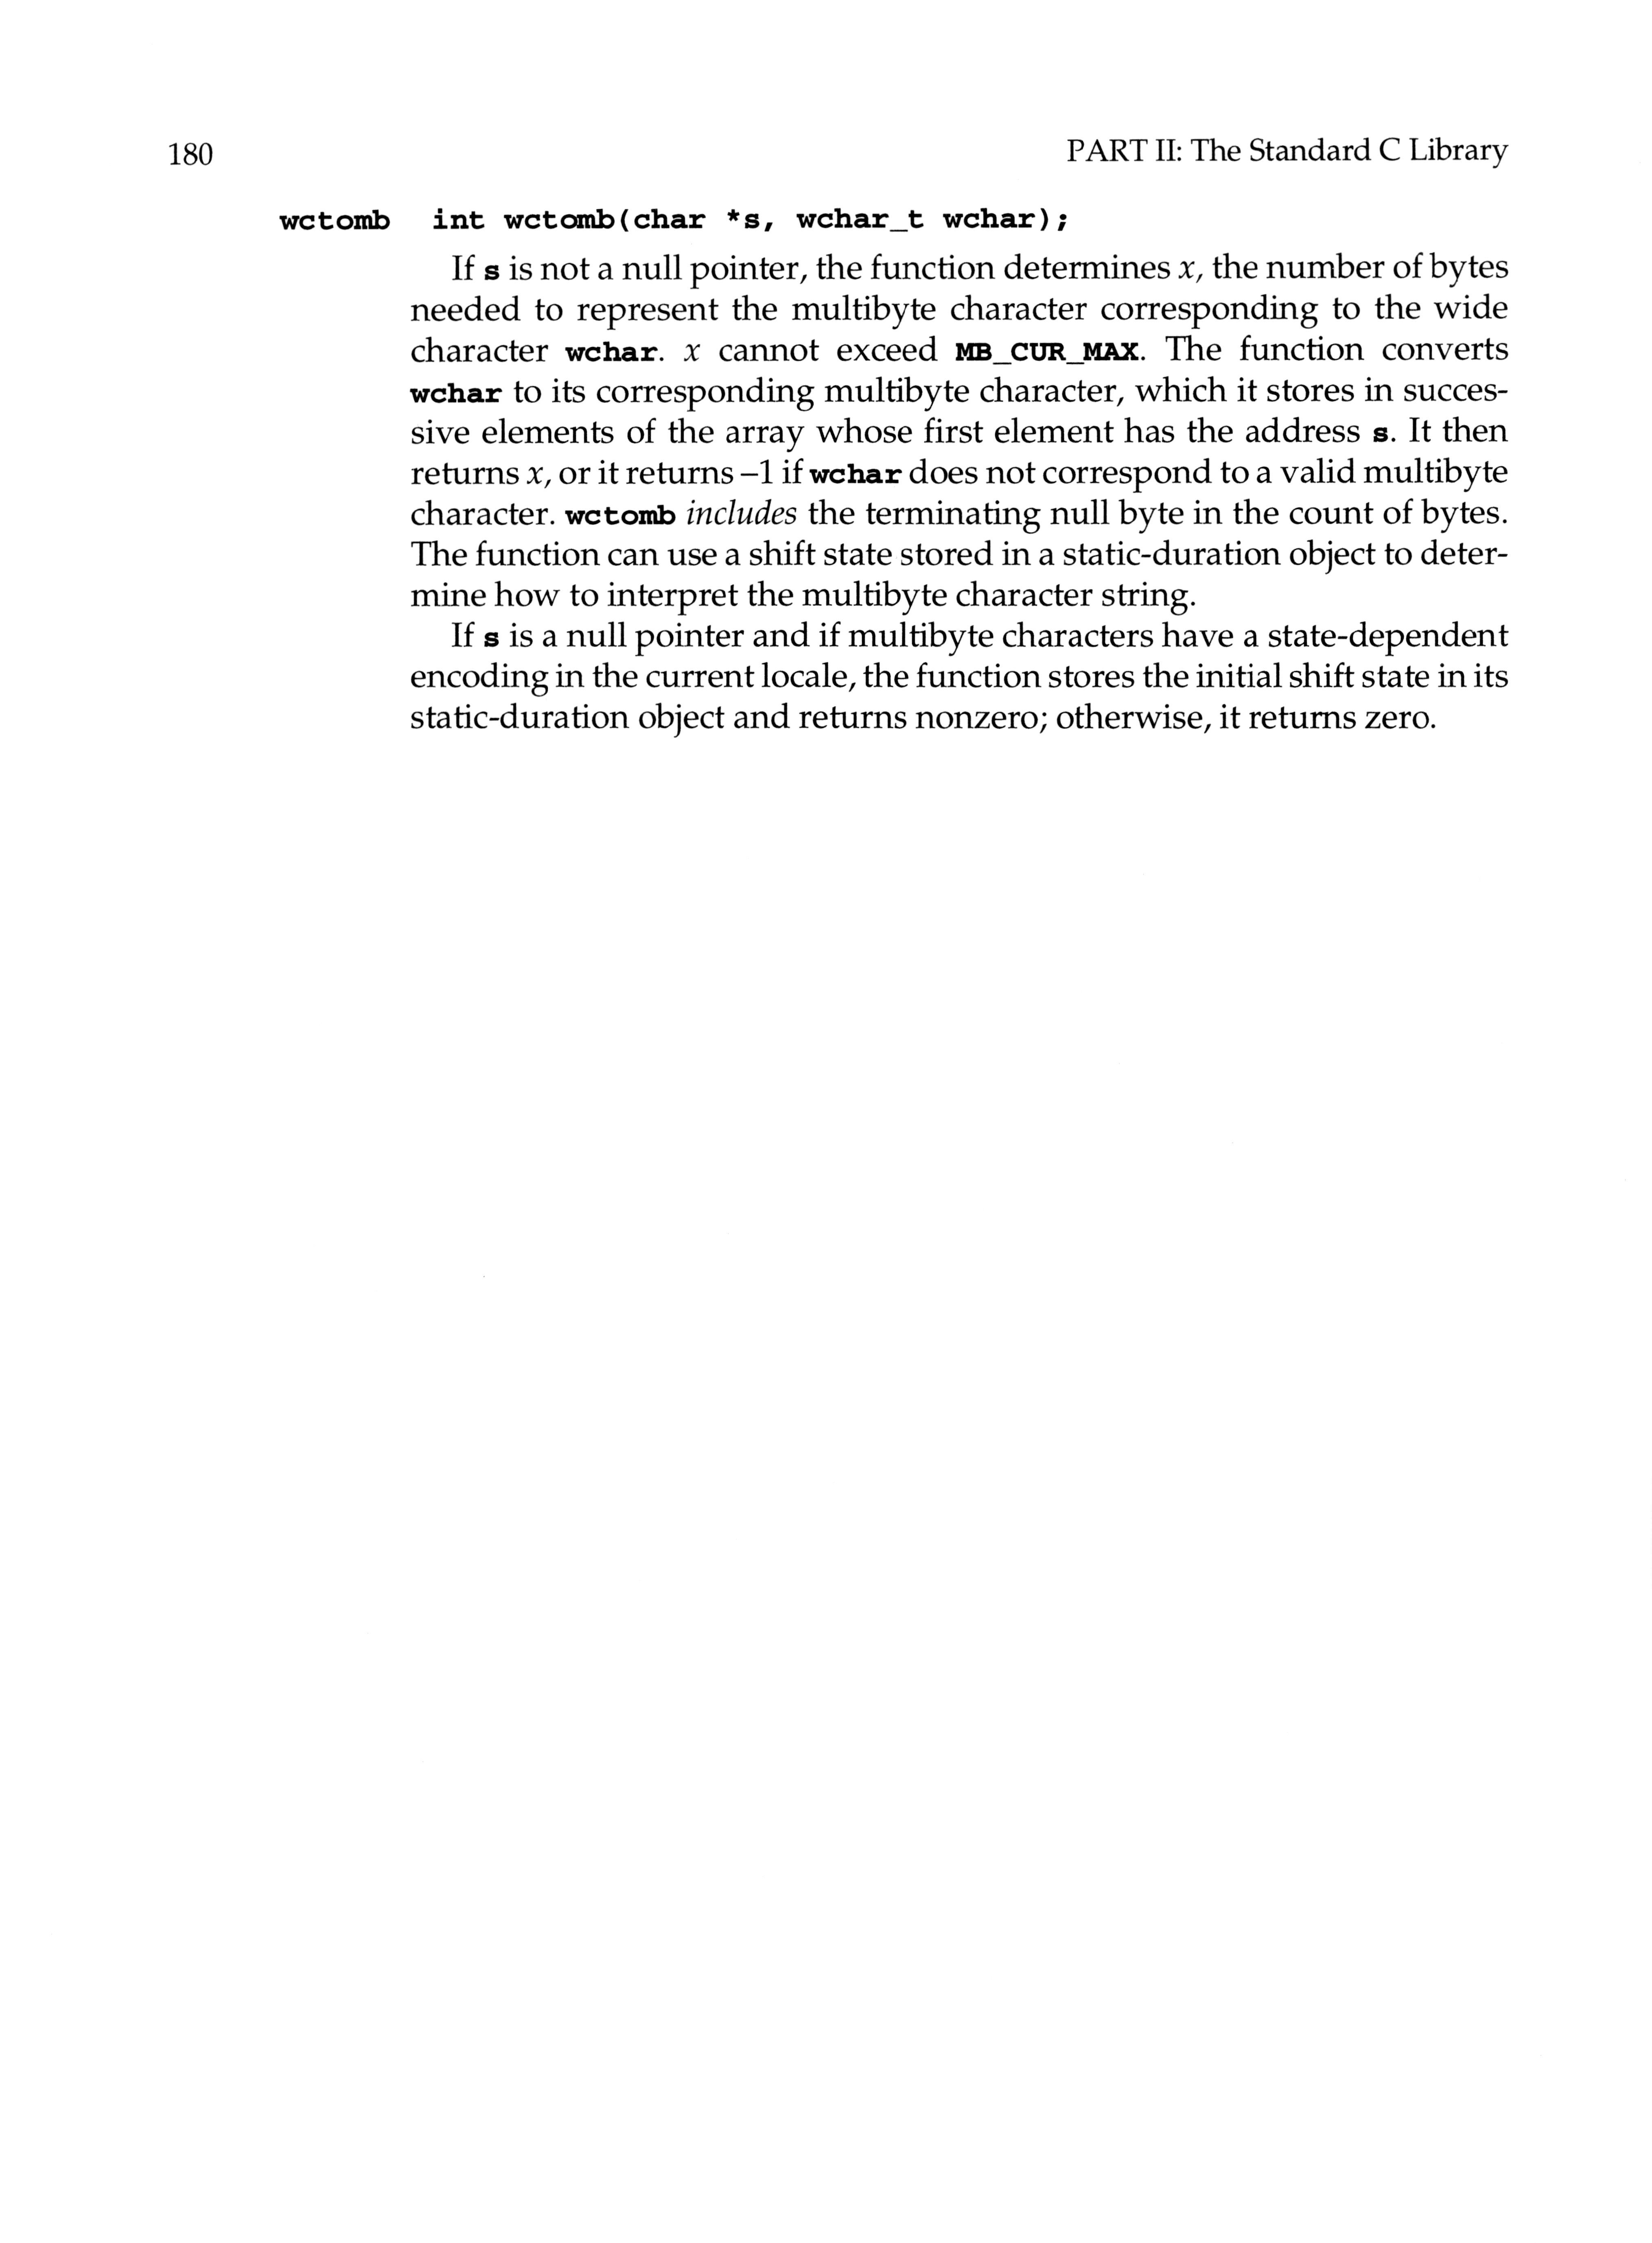 180 PART II: The Standard C Library
wctomb int wctomb(char *s, wchar_t wchar);
If s is not a null pointer, the function determines x, the number of bytes
needed to represent the multibyte character corresponding to the wide
character wchar. x cannot exceed MB_CUR_MAX. The function converts
wchar to its corresponding multibyte character, which it stores in succes-
sive elements of the array whose first element has the address s. It then
returns x, or it returns –1 if wchar does not correspond to a valid multibyte
character. wctomb includes the terminating null byte in the count of bytes.
The function can use a shift state stored in a static-duration object to deter-
mine how to interpret the multibyte character string.
If s is a null pointer and if multibyte characters have a state-dependent
encoding in the current locale, the function stores the initial shift state in its
static-duration object and returns nonzero; otherwise, it returns zero.